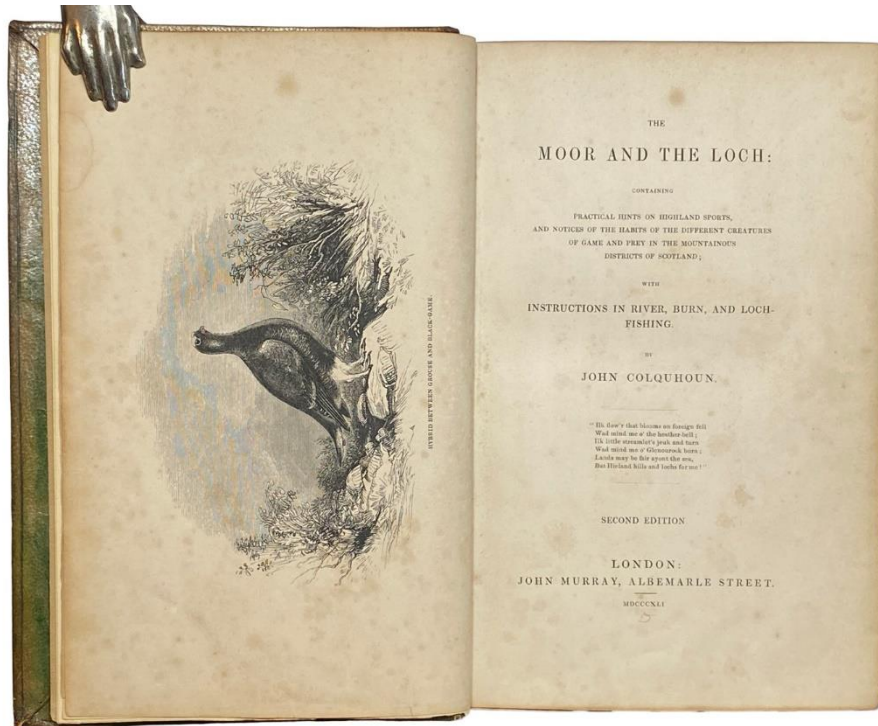 HYBRID BETWEEN GROUSE AND BLACK-GAME.
THE
MOOR AND THE LOCH:
CONTAINING
PRACTICAL HINTS ON HIGHLAND SPORTS,
AND NOTICES OF THE HABITS OF THE DIFFERENT CREATURES
OF GAME AND PREY IN THE MOUNTAINOUS
DISTRICTS OF SCOTLAND;
WITH
INSTRUCTIONS IN RIVER, BURN, AND LOCH-
FISHING.
BY
JOHN COLQUHOUN.
"Ilk flow'r that blooms on foreign fell
Wad mind me o' the heather-bell;
Ilk little streamlet's jouk and turn
Wad mind me o' Glenourock burn:
Lands may be fair ayont the sea,
But Hieland hills and lochs for me!"
SECOND EDITION
LONDON:
JOHN MURRAY, ALBEMARLE STREET.
MDCCCXLI